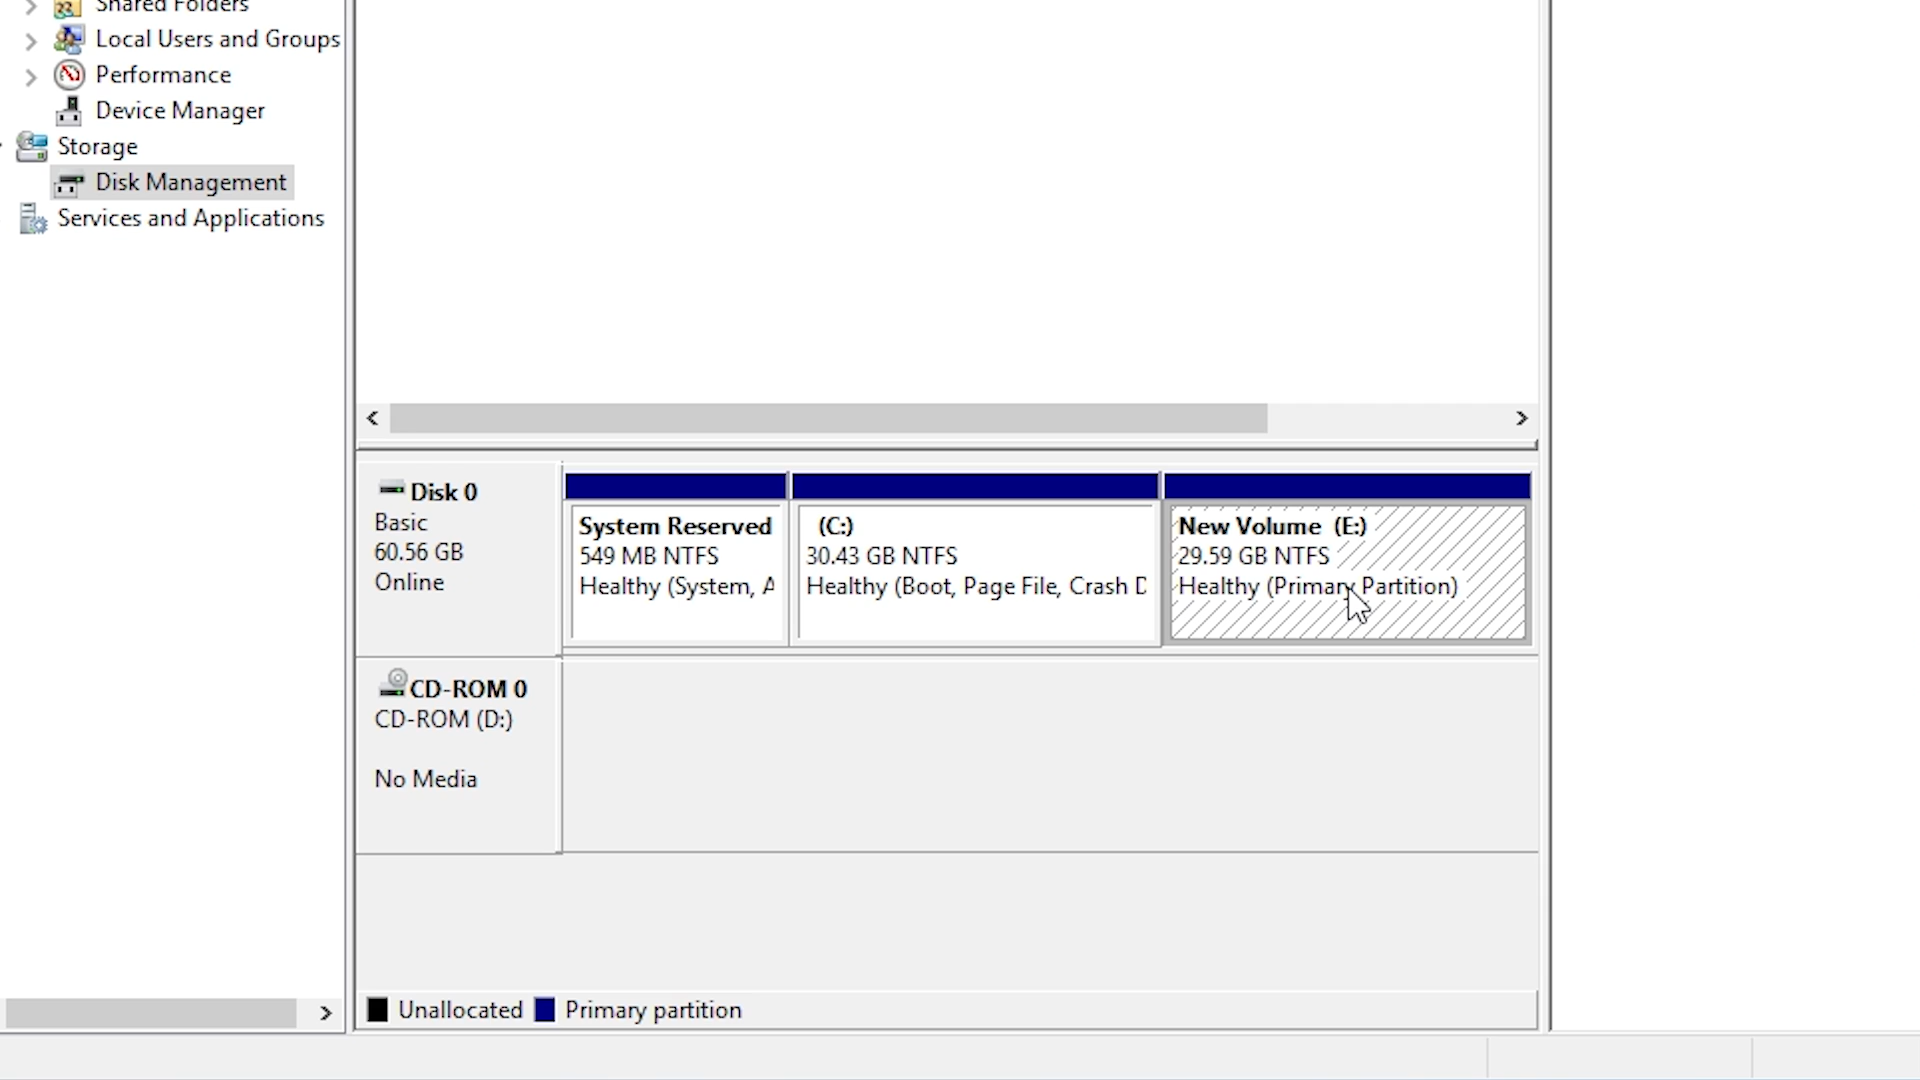 Shared Folders
Local Users and Groups
Performance
Device Manager
Storage
Disk Management
Services and Applications
Disk 0
Basic
60.56 GB
Online
System Reserved
549 MB NTFS
Healthy (System, A
(C:)
30.43 GB NTFS
Healthy (Boot, Page File, Crash D
New Volume (E:)
29.59 GB NTFS
Healthy (Primary Partition)
CD-ROM 0
CD-ROM (D:)
No Media
Unallocated
Primary partition